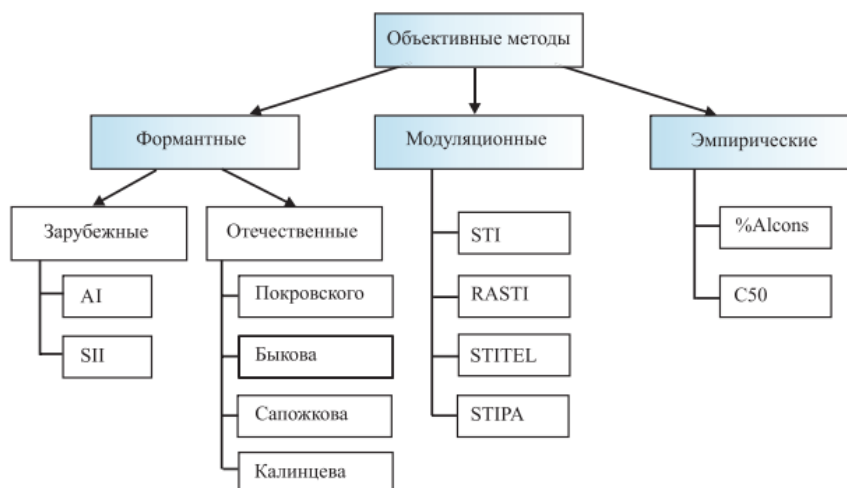 Объективные методы
Формантные
Модуляционные
Эмпирические
Зарубежные
Отечественные
AI
SII
Покровского
Быкова
Сапожкова
Калинцева
STI
RASTI
STITEL
STIPA
%Alcons
C50